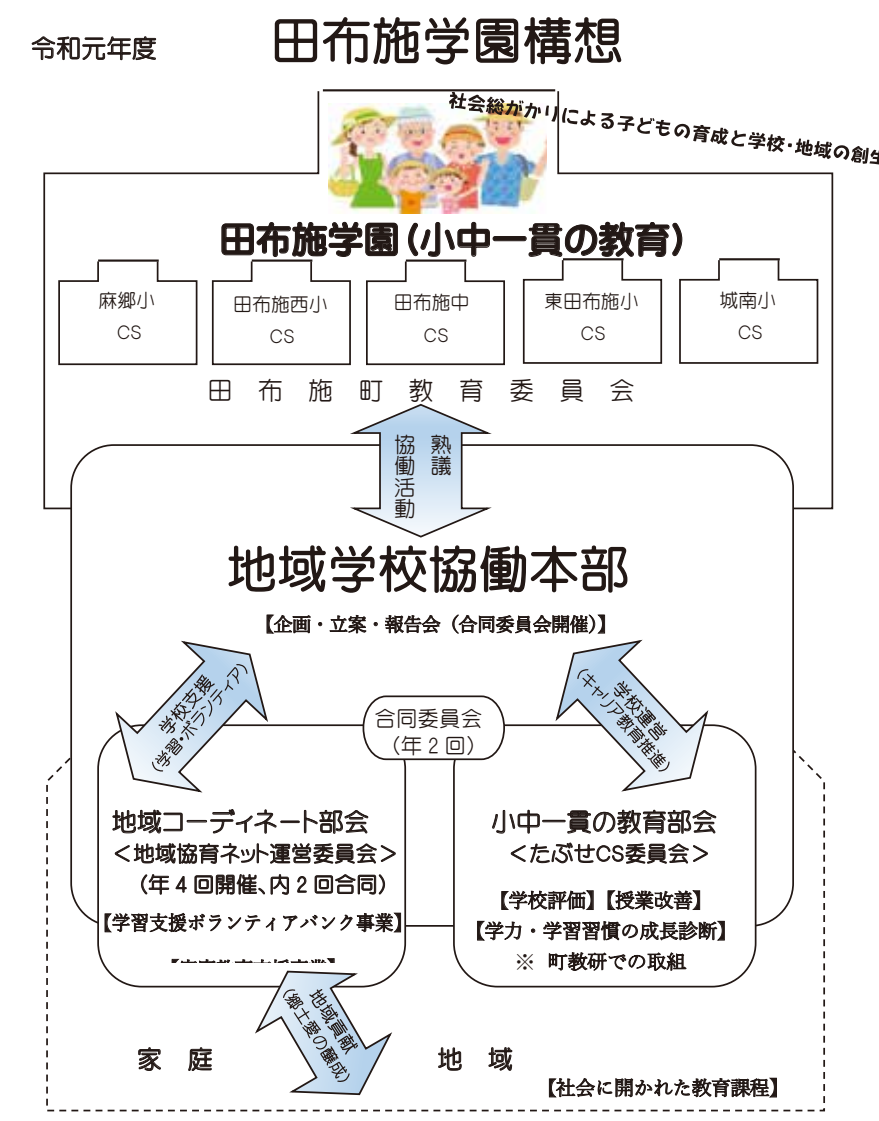 令和元年度
田布施学園構想
社会総がかりによる子どもの育成と学校・地域の創生
田布施学園(小中一貫の教育)
麻郷小
CS
田布施西小
CS
田布施中
CS
東田布施小
CS
城南小
CS
田布施町教育委員会
熟議
協働活動
地域学校協働本部
【企画・立案・報告会（合同委員会開催）】
学校支援
(学習・ボランティア)
学校運営
(キャリア教育推進)
合同委員会
(年2回)
地域コーディネート部会
＜地域協育ネット運営委員会＞
(年4回開催、内2回合同)
【学習支援ボランティアバンク事業】
小中一貫の教育部会
＜たぶせCS委員会＞
【学校評価】【授業改善】
【学力・学習習慣の成長診断】
※ 町教研での取組
地域貢献
(郷土愛の醸成)
家庭
地域
【社会に開かれた教育課程】